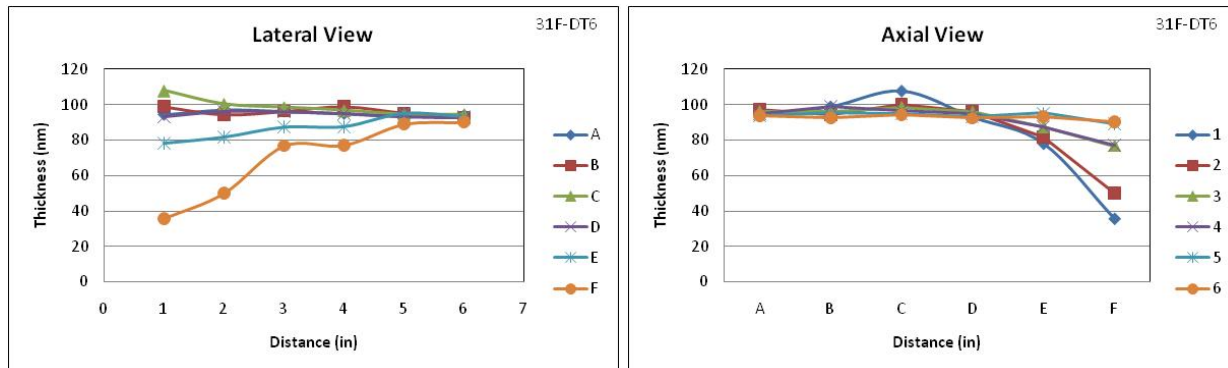 31F-DT6
Lateral View
Thickness (nm)
120
100
80
60
40
20
0
0 1 2 3 4 5 6 7
Distance (in)
A
B
C
D
E
F
31F-DT6
Axial View
Thickness (nm)
120
100
80
60
40
20
0
A B C D E F
Distance (in)
1
2
3
4
5
6